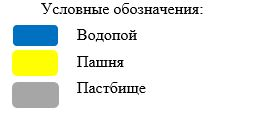 Условные обозначения:
Водопой
Пашня
Пастбище